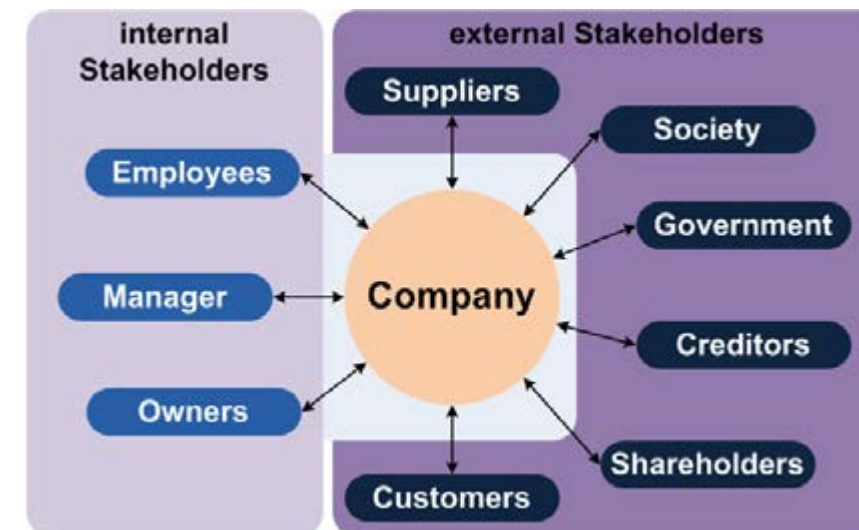 internal
Stakeholders
external Stakeholders
Employees
Manager
Owners
Company
Suppliers
Society
Government
Creditors
Shareholders
Customers